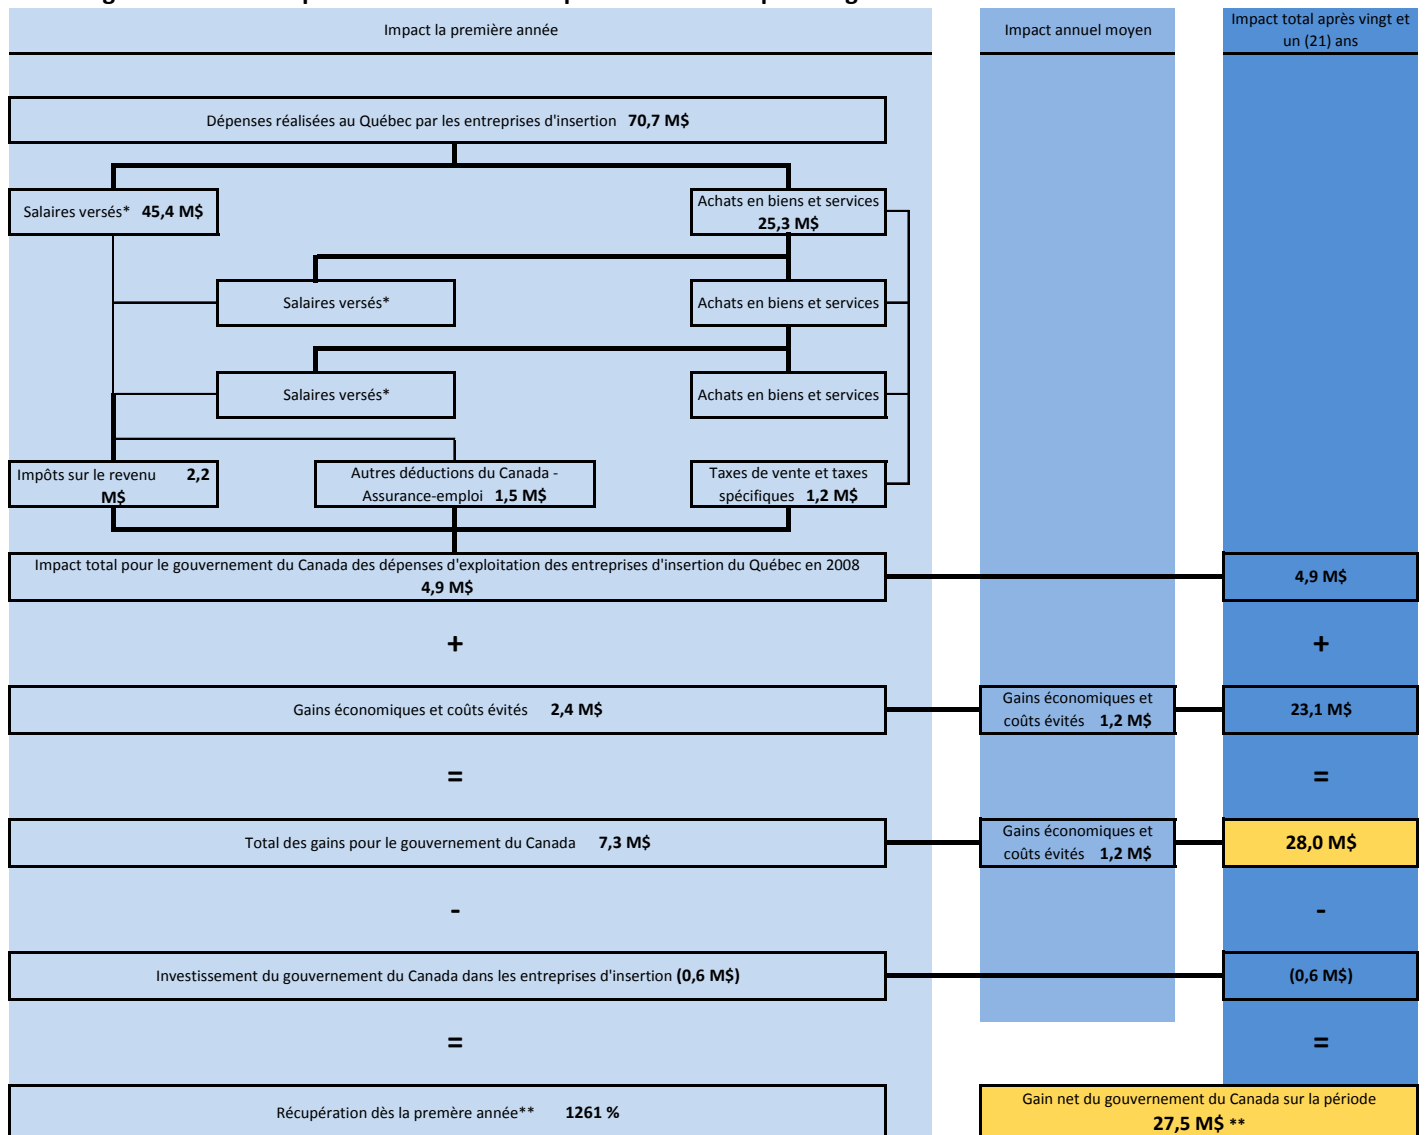 Impact la première année
Impact annuel moyen
Impact total après vingt et
un (21) ans
Dépenses réalisées au Québec par les entreprises d'insertion 70,7 M$
Salaires versés* 45,4 M$
Achats en biens et services
25,3 M$
Salaires versés*
Achats en biens et services
Salaires versés*
Achats en biens et services
Impôts sur le revenu 2,2
M$
Autres déductions du Canada -
Assurance-emploi 1,5 M$
Taxes de vente et taxes
spécifiques 1,2 M$
Impact total pour le gouvernement du Canada des dépenses d'exploitation des entreprises d'insertion du Québec en 2008
4,9 M$
4,9 M$
+
+
Gains économiques et coûts évités 2,4 M$
Gains économiques et
coûts évités 1,2 M$
23,1 M$
=
=
Total des gains pour le gouvernement du Canada 7,3 M$
Gains économiques et
coûts évités 1,2 M$
28,0 M$
-
-
Investissement du gouvernement du Canada dans les entreprises d'insertion (0,6 M$)
(0,6 M$)
=
=
Récupération dès la premère année** 1261 %
Gain net du gouvernement du Canada sur la période
27,5 M$ **